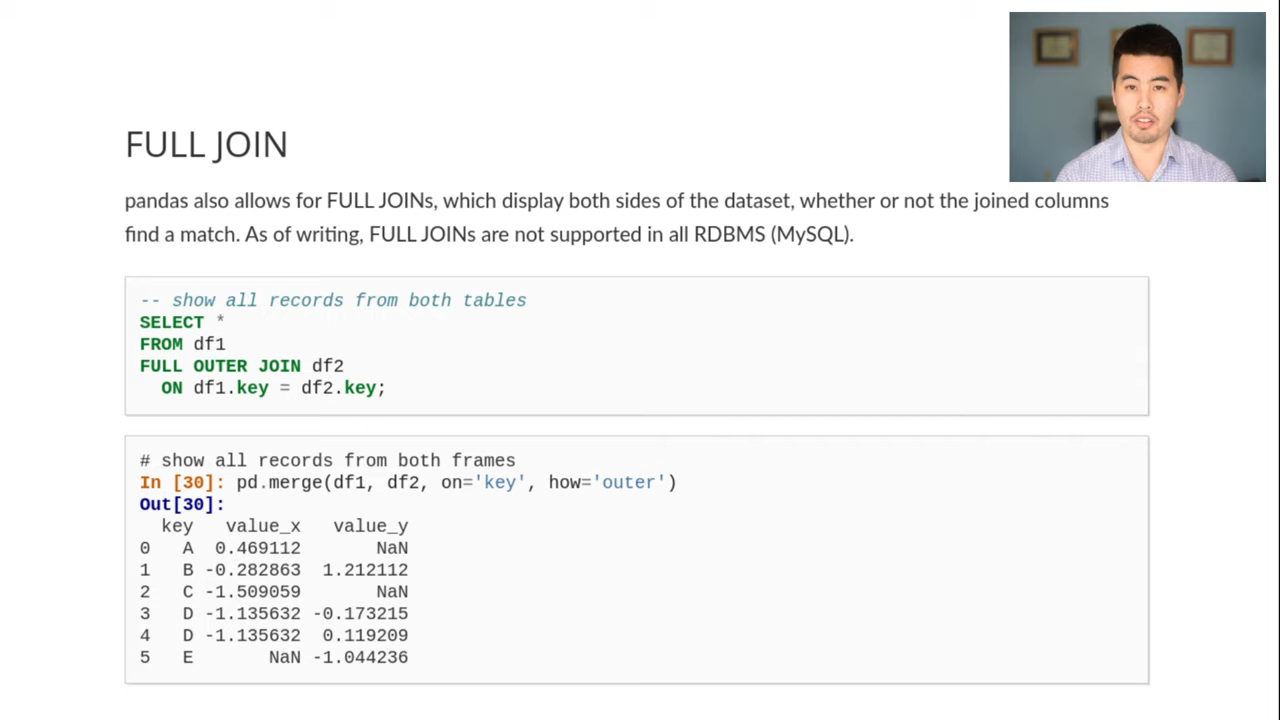 FULL JOIN
pandas also allows for FULL JOINs, which display both sides of the dataset, whether or not the joined columns
find a match. As of writing, FULL JOINs are not supported in all RDBMS (MySQL).
-- show all records from both tables
SELECT *
FROM df1
FULL OUTER JOIN df2
  ON df1.key = df2.key;
# show all records from both frames
In [30]: pd.merge(df1, df2, on='key', how='outer')
Out[30]:
  key   value_x   value_y
0   A  0.469112       NaN
1   B -0.282863  1.212112
2   C -1.509059       NaN
3   D -1.135632 -0.173215
4   D -1.135632  0.119209
5   E       NaN -1.044236